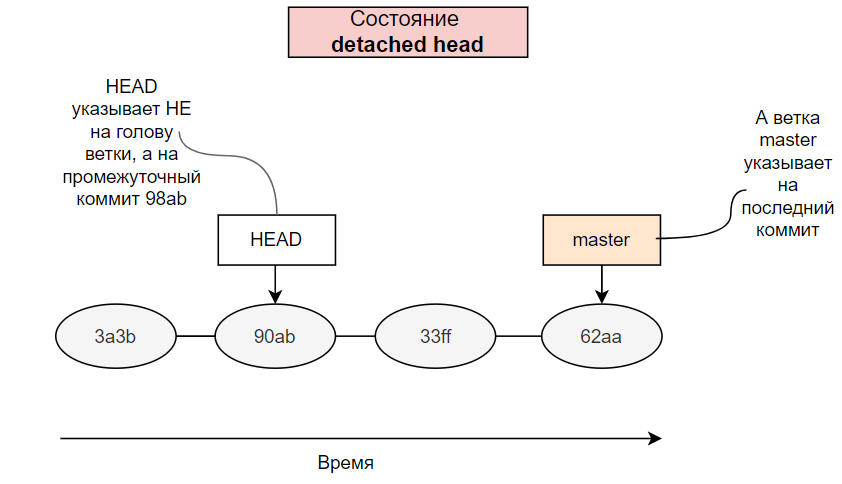 Состояние
detached head
HEAD
указывает НЕ
на голову
ветки, а на
промежуточный
коммит 98ab
А ветка
master
указывает
на
последний
коммит
HEAD
master
3a3b
90ab
33ff
62aa
Время